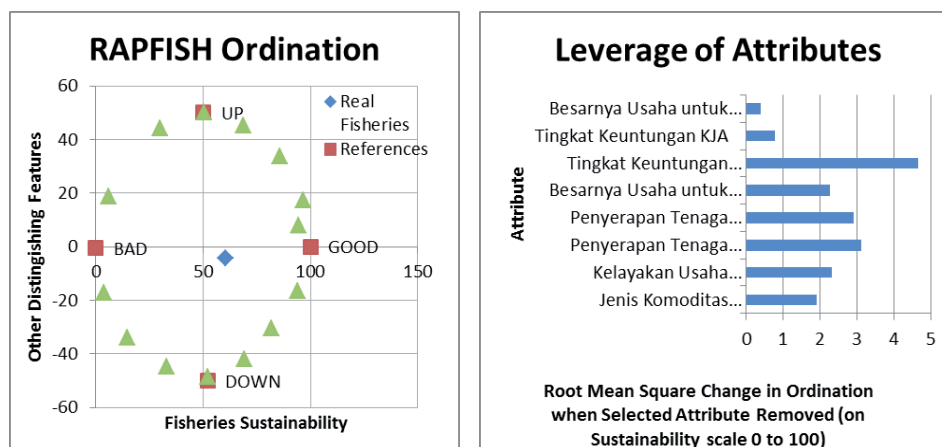 RAPFISH Ordination
60
40
20
0
-20
-40
-60
0
50
100
150
UP
BAD
GOOD
DOWN
Real
Fisheries
References
Other Distingishing Features
Fisheries Sustainability
Leverage of Attributes
Besarnya Usaha untuk...
Tingkat Keuntungan KJA
Tingkat Keuntungan...
Besarnya Usaha untuk...
Penyerapan Tenaga...
Penyerapan Tenaga...
Kelayakan Usaha...
Jenis Komoditas...
Attribute
0 1 2 3 4 5
Root Mean Square Change in Ordination
when Selected Attribute Removed (on
Sustainability scale 0 to 100)